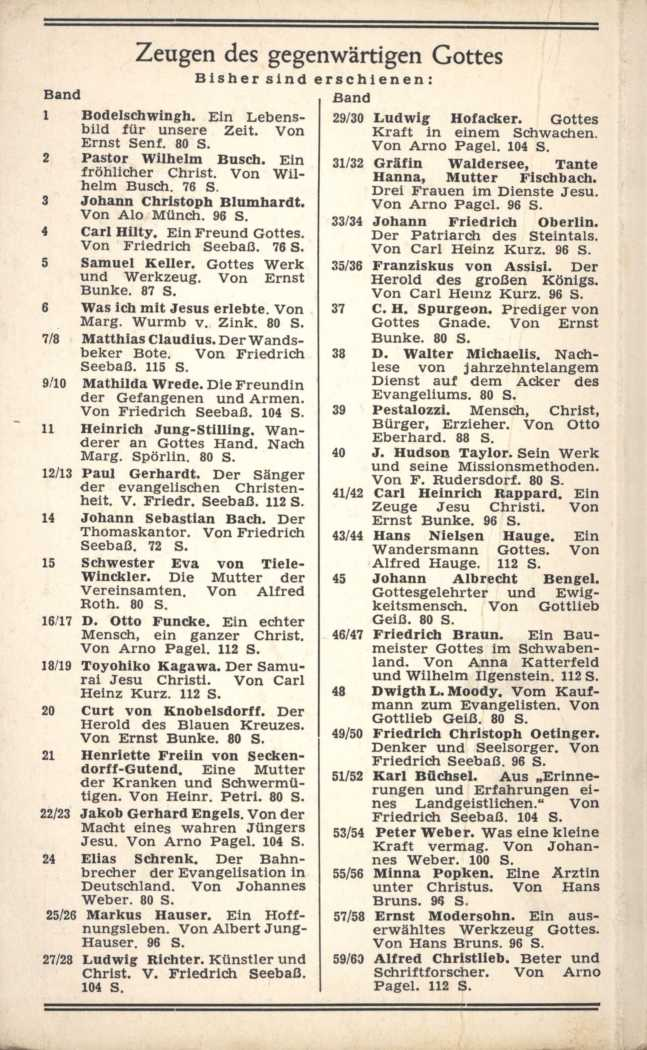 Zeugen des gegenwärtigen Gottes
Bisher sind erschienen:
Band
1 Bodelschwingh. Ein Lebens-
bild für unsere Zeit. Von
Ernst Senf. 80 S.
2 Pastor Wilhelm Busch. Ein
fröhlicher Christ. Von Wil-
helm Busch. 76 S.
3 Johann Christoph Blumhardt.
Von Alo Münch. 96 S.
4 Carl Hilty. Ein Freund Gottes.
Von Friedrich Seebaß. 76 S.
5 Samuel Keller. Gottes Werk
und Werkzeug. Von Ernst
Bunke. 87 S.
6 Was ich mit Jesus erlebte. Von
Marg. Wurmb v. Zink. 80 S.
7/8 Matthias Claudius. Der Wands-
beker Bote. Von Friedrich
Seebaß. 115 S.
9/10 Mathilda Wrede. Die Freundin
der Gefangenen und Armen.
Von Friedrich Seebaß. 104 S.
11 Heinrich Jung-Stilling. Wan-
derer an Gottes Hand. Nach
Marg. Spörlin. 80 S.
12/13 Paul Gerhardt. Der Sänger
der evangelischen Christen-
heit. V. Friedr. Seebaß. 112 S.
14 Johann Sebastian Bach. Der
Thomaskantor. Von Friedrich
Seebaß. 72 S.
15 Schwester Eva von Tiele-
Winckler. Die Mutter der
Vereinsamten. Von Alfred
Roth. 80 S.
16/17 D. Otto Funcke. Ein echter
Mensch, ein ganzer Christ.
Von Arno Pagel. 112 S.
18/19 Toyohiko Kagawa. Der Samu-
rai Jesu Christi. Von Carl
Heinz Kurz. 112 S.
20 Curt von Knobelsdorff. Der
Herold des Blauen Kreuzes.
Von Ernst Bunke. 80 S.
21 Henriette Freiin von Secken-
dorff-Gutend. Eine Mutter
der Kranken und Schwermü-
tigen. Von Heinr. Petri. 80 S.
22/23 Jakob Gerhard Engels. Von der
Macht eines wahren Jüngers
Jesu. Von Arno Pagel. 104 S.
24 Elias Schrenk. Der Bahn-
brecher der Evangelisation in
Deutschland. Von Johannes
Weber. 80 S.
25/26 Markus Hauser. Ein Hoff-
nungsleben. Von Albert Jung-
Hauser. 96 S.
27/28 Ludwig Richter. Künstler und
Christ. V. Friedrich Seebaß.
104 S.
Band
29/30 Ludwig Hofacker. Gottes
Kraft in einem Schwachen.
Von Arno Pagel. 104 S.
31/32 Gräfin Waldersee, Tante
Hanna, Mutter Fischbach.
Drei Frauen im Dienste Jesu.
Von Arno Pagel. 96 S.
33/34 Johann Friedrich Oberlin.
Der Patriarch des Steintals.
Von Carl Heinz Kurz. 96 S.
35/36 Franziskus von Assisi. Der
Herold des großen Königs.
Von Carl Heinz Kurz. 96 S.
37 C. H. Spurgeon. Prediger von
Gottes Gnade. Von Ernst
Bunke. 80 S.
38 D. Walter Michaelis. Nach-
lese von jahrzehntelangem
Dienst auf dem Acker des
Evangeliums. 80 S.
39 Pestalozzi. Mensch, Christ,
Bürger, Erzieher. Von Otto
Eberhard. 88 S.
40 J. Hudson Taylor. Sein Werk
und seine Missionsmethoden.
Von F. Rudersdorf. 80 S.
41/42 Carl Heinrich Rappard. Ein
Zeuge Jesu Christi. Von
Ernst Bunke. 96 S.
43/44 Hans Nielsen Hauge. Ein
Wandersmann Gottes. Von
Alfred Hauge. 112 S.
45 Johann Albrecht Bengel.
Gottesgelehrter und Ewig-
keitsmensch. Von Gottlieb
Geiß. 80 S.
46/47 Friedrich Braun. Ein Bau-
meister Gottes im Schwaben-
land. Von Anna Katterfeld
und Wilhelm Ilgenstein. 112 S.
48 Dwigth L. Moody. Vom Kauf-
mann zum Evangelisten. Von
Gottlieb Geiß. 80 S.
49/50 Friedrich Christoph Oetinger.
Denker und Seelsorger. Von
Friedrich Seebaß. 96 S.
51/52 Karl Büchsel. Aus „Erinne-
rungen und Erfahrungen ei-
nes Landgeistlichen.“ Von
Friedrich Seebaß. 104 S.
53/54 Peter Weber. Was eine kleine
Kraft vermag. Von Johan-
nes Weber. 100 S.
55/56 Minna Popken. Eine Ärztin
unter Christus. Von Hans
Bruns. 96 S.
57/58 Ernst Modersohn. Ein aus-
erwähltes Werkzeug Gottes.
Von Hans Bruns. 96 S.
59/60 Alfred Christlieb. Beter und
Schriftforscher. Von Arno
Pagel. 112 S.